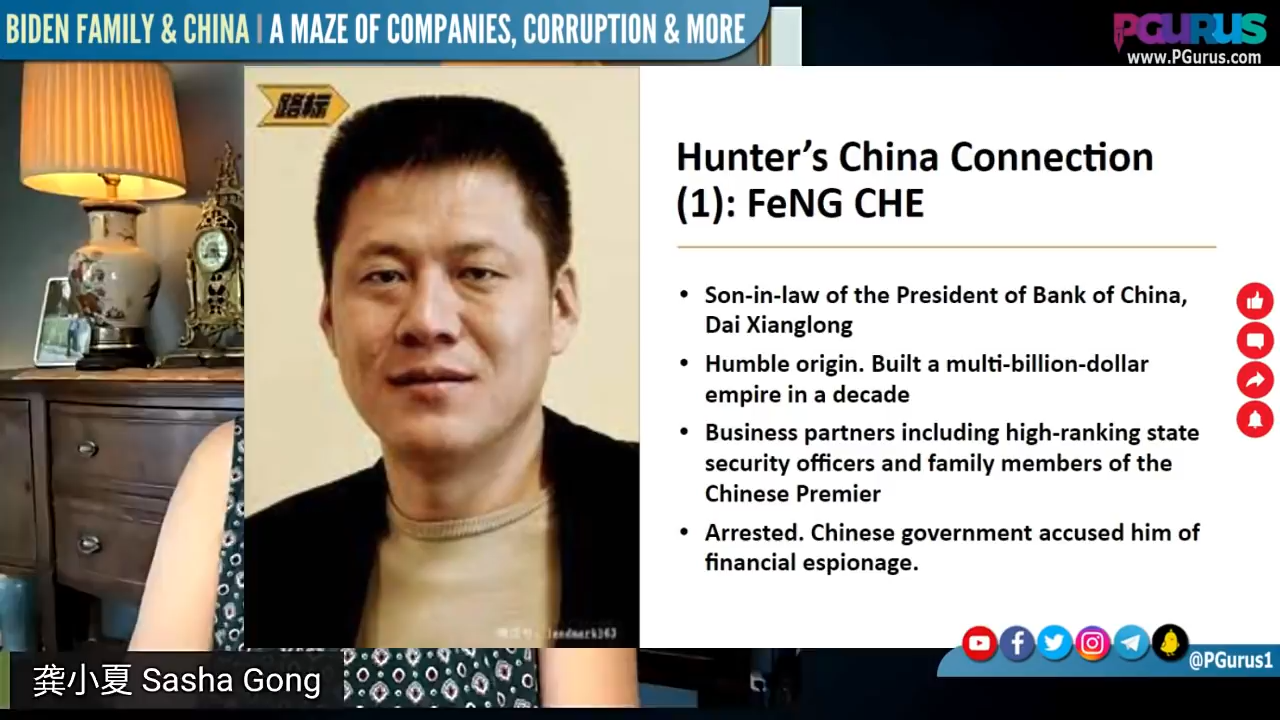 BIDEN FAMILY & CHINA | A MAZE OF COMPANIES, CORRUPTION & MORE
PGURUS
www.PGurus.com
路标
Hunter's China Connection
(1): FeNG CHE
• Son-in-law of the President of Bank of China,
Dai Xianglong
• Humble origin. Built a multi-billion-dollar
empire in a decade
• Business partners including high-ranking state
security officers and family members of the
Chinese Premier
• Arrested. Chinese government accused him of
financial espionage.
龚小夏 Sasha Gong
@PGurus1